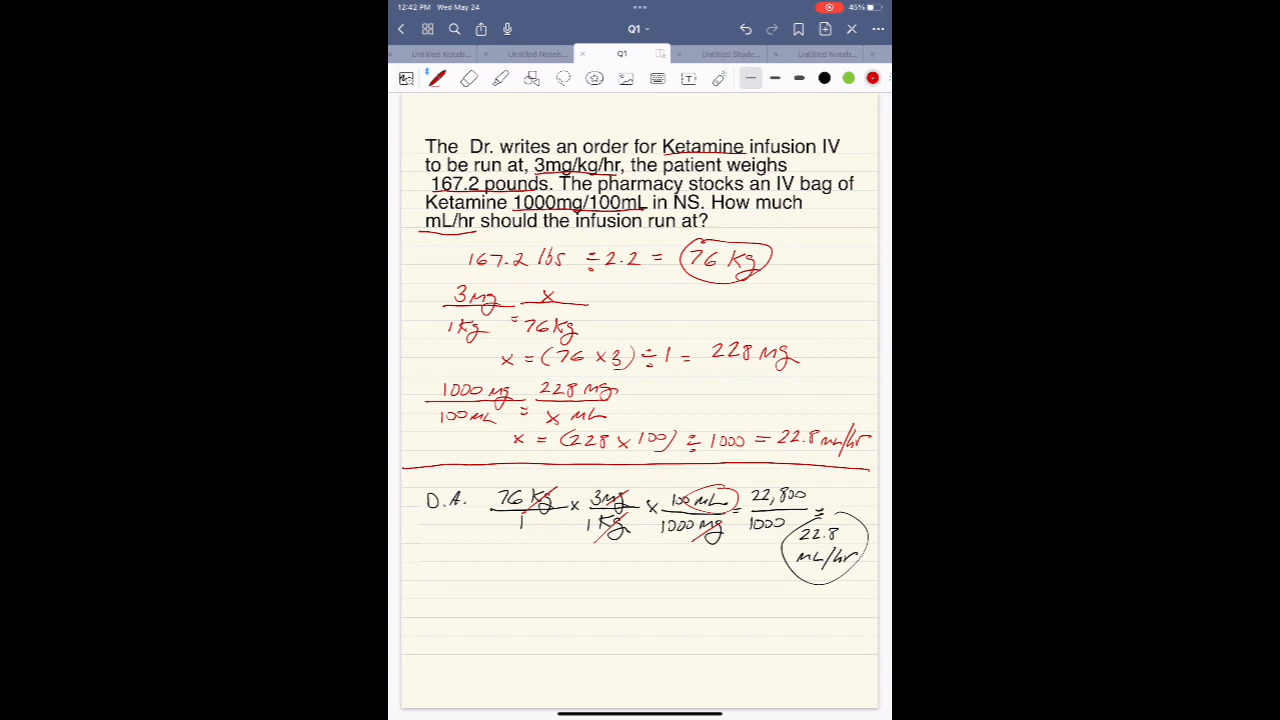 12:42 PM Wed May 24
45%
Q1
Untitled Noteb...
Untitled Noteb...
Q1
Untitled Study...
Untitled Noteb...
The Dr. writes an order for Ketamine infusion IV
to be run at, 3mg/kg/hr, the patient weighs
167.2 pounds. The pharmacy stocks an IV bag of
Ketamine 1000mg/100mL in NS. How much
mL/hr should the infusion run at?
167.2 lbs ÷ 2.2 = 76 Kg
3mg / 1Kg = x / 76Kg
x = (76 x 3) ÷ 1 = 228 mg
1000 mg / 100 mL = 228 mg / x mL
x = (228 x 100) ÷ 1000 = 22.8 mL/hr
D.A. 76 Kg / 1 x 3mg / 1 Kg x 100 mL / 1000 mg = 22,800 / 1000 =
22.8
mL/hr